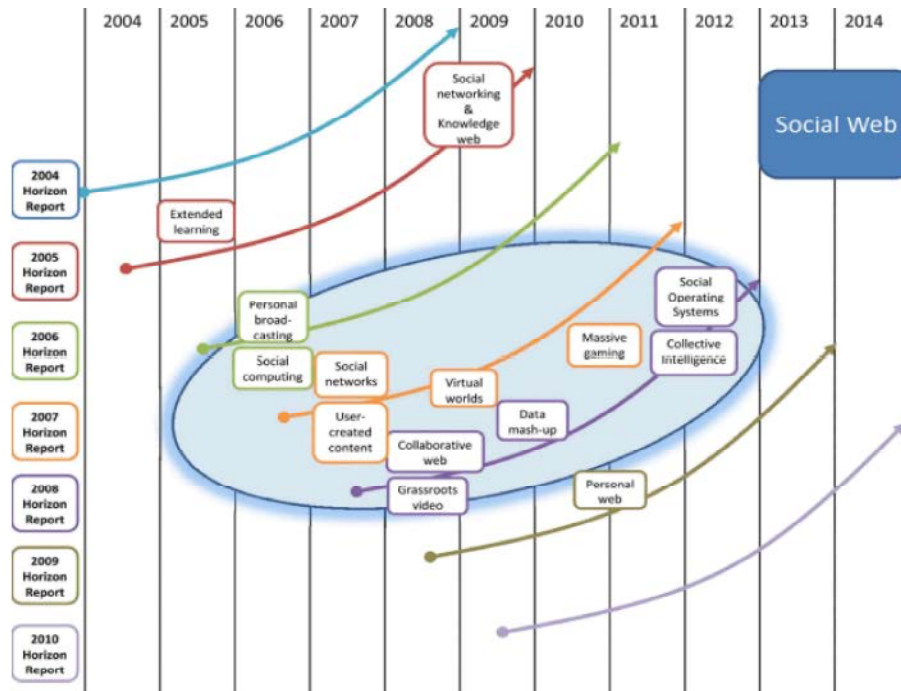 2004 2005 2006 2007 2008 2009 2010 2011 2012 2013 2014
Social
networking
&
Knowledge
web
Social Web
2004
Horizon
Report
Extended
learning
2005
Horizon
Report
Social
Operating
Systems
Personal
broad-
casting
2006
Horizon
Report
Massive
gaming
Collective
Intelligence
Social
computing
Social
networks
Virtual
worlds
2007
Horizon
Report
User-
created
content
Data
mash-up
Collaborative
web
2008
Horizon
Report
Grassroots
video
Personal
web
2009
Horizon
Report
2010
Horizon
Report